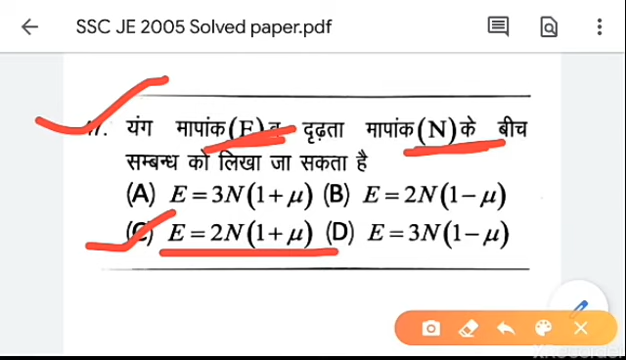 SSC JE 2005 Solved paper.pdf
यंग मापांक (E) व दृढ़ता मापांक (N) के बीच
सम्बन्ध को लिखा जा सकता है
(A) E = 3N(1+μ) (B) E = 2N(1−μ)
(C) E = 2N(1+μ) (D) E = 3N(1−μ)